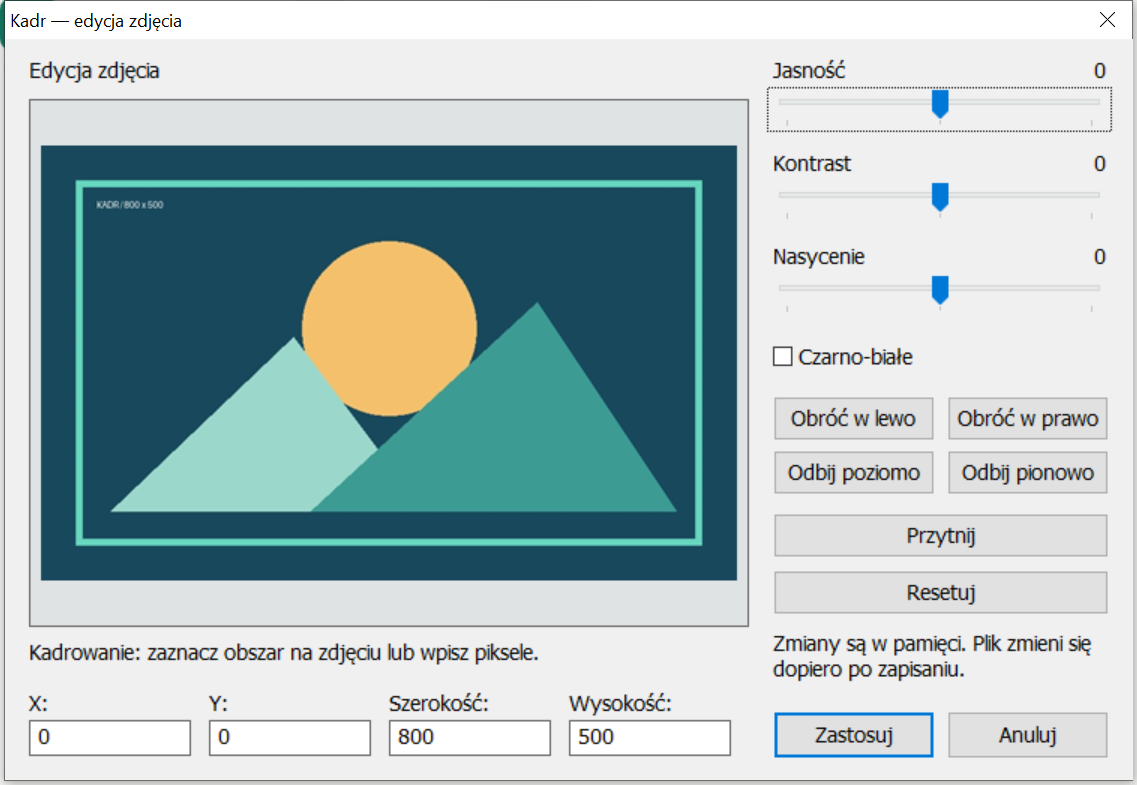 Kadr — edycja zdjęcia
Edycja zdjęcia
KADR / 800 x 500
Kadrowanie: zaznacz obszar na zdjęciu lub wpisz piksele.
X:
0
Y:
0
Szerokość:
800
Wysokość:
500
Jasność 0
Kontrast 0
Nasycenie 0
Czarno-białe
Obróć w lewo
Obróć w prawo
Odbij poziomo
Odbij pionowo
Przytnij
Resetuj
Zmiany są w pamięci. Plik zmieni się
dopiero po zapisaniu.
Zastosuj
Anuluj